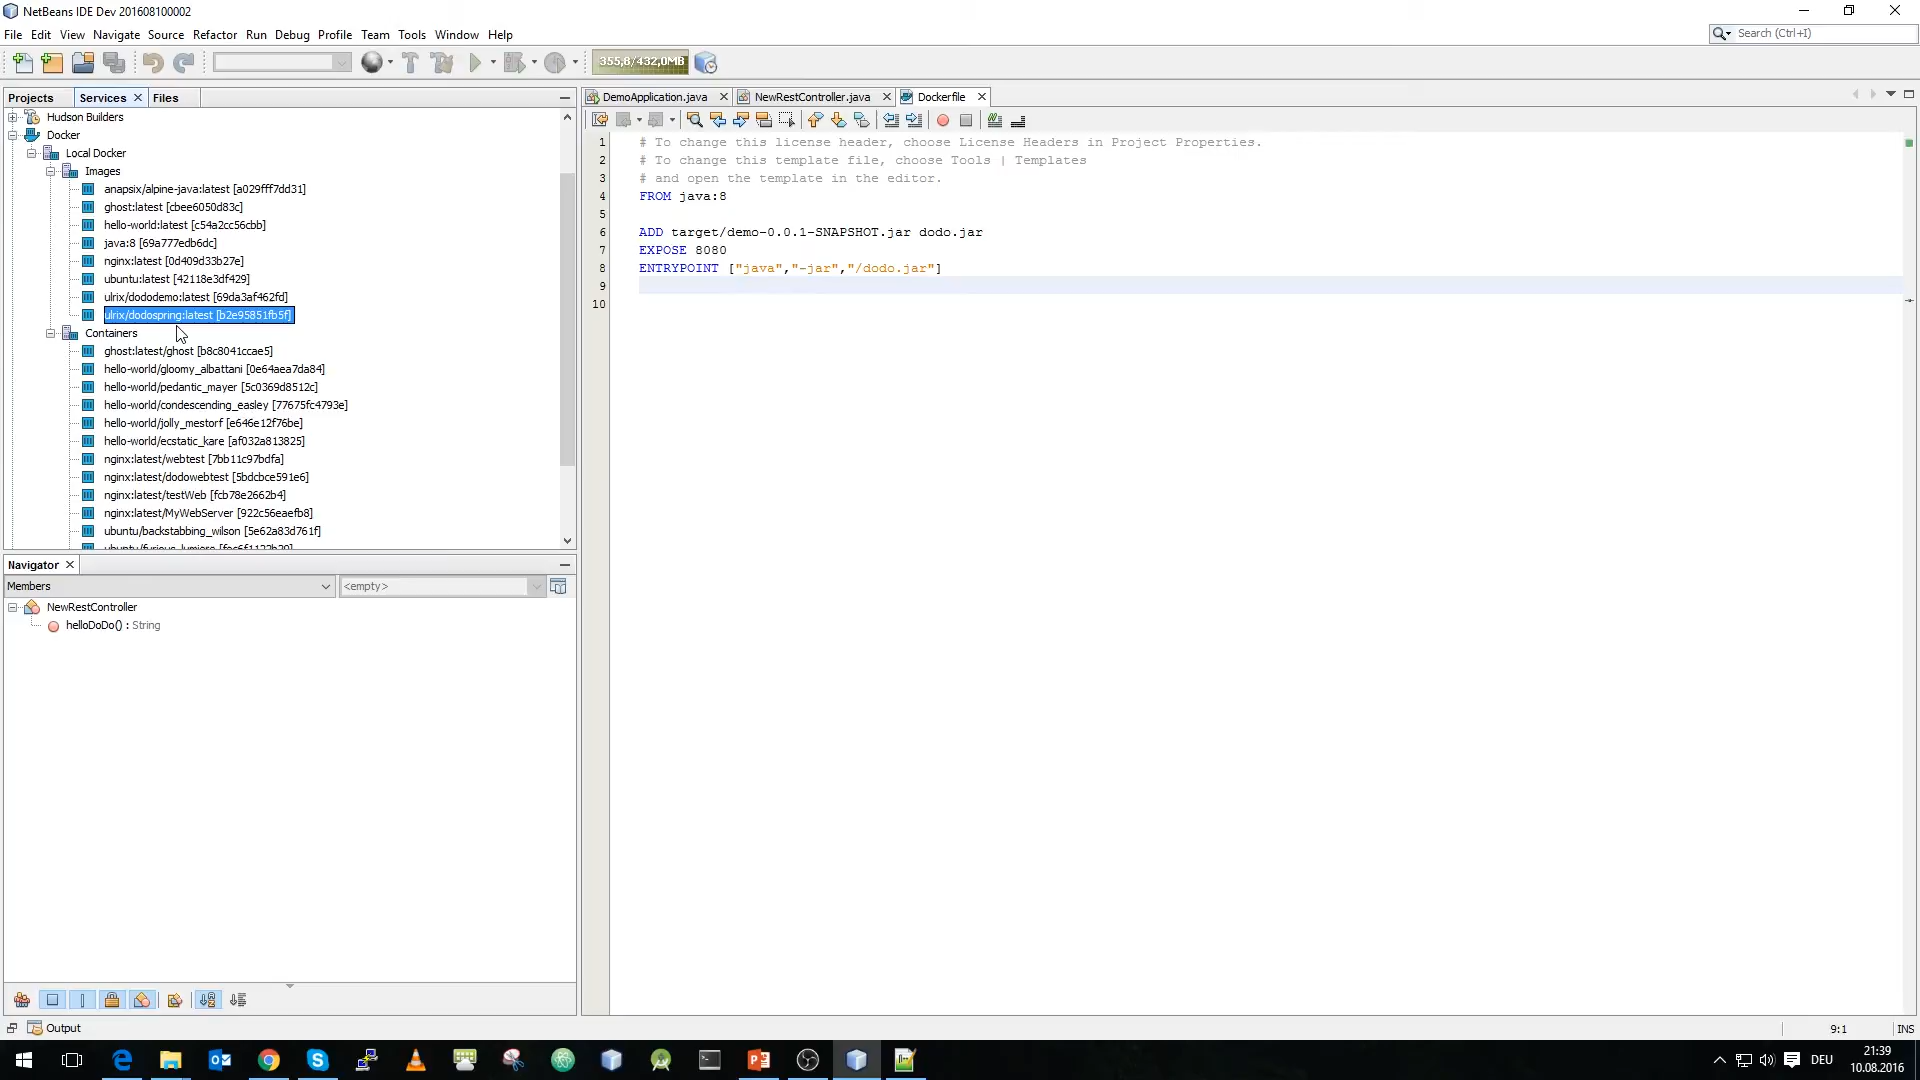 NetBeans IDE Dev 201608100002
File Edit View Navigate Source Refactor Run Debug Profile Team Tools Window Help
Search (Ctrl+I)
355,8/432,0MB
Projects Services Files
Hudson Builders
Docker
Local Docker
Images
anapsix/alpine-java:latest [a029fff7dd31]
ghost:latest [cbee6050d83c]
hello-world:latest [c54a2cc56cbb]
java:8 [69a777edb6dc]
nginx:latest [0d409d33b27e]
ubuntu:latest [42118e3df429]
ulrix/dododemo:latest [69da3af462fd]
ulrix/dodospring:latest [b2e95851fb5f]
Containers
ghost:latest/ghost [b8c8041ccae5]
hello-world/gloomy_albattani [0e64aea7da84]
hello-world/pedantic_mayer [5c0369d8512c]
hello-world/condescending_easley [77675fc4793e]
hello-world/jolly_mestorf [e646e12f76be]
hello-world/ecstatic_kare [af032a813825]
nginx:latest/webtest [7bb11c97bdfa]
nginx:latest/dodowebtest [5bdcbce591e6]
nginx:latest/testWeb [fcb78e2662b4]
nginx:latest/MyWebServer [922c56eaefb8]
ubuntu/backstabbing_wilson [5e62a83d761f]
Navigator
Members
<empty>
NewRestController
helloDoDo() : String
DemoApplication.java NewRestController.java Dockerfile
1 # To change this license header, choose License Headers in Project Properties.
2 # To change this template file, choose Tools | Templates
3 # and open the template in the editor.
4 FROM java:8
5
6 ADD target/demo-0.0.1-SNAPSHOT.jar dodo.jar
7 EXPOSE 8080
8 ENTRYPOINT ["java","-jar","/dodo.jar"]
9
10
Output
9:1 INS
DEU
21:39
10.08.2016